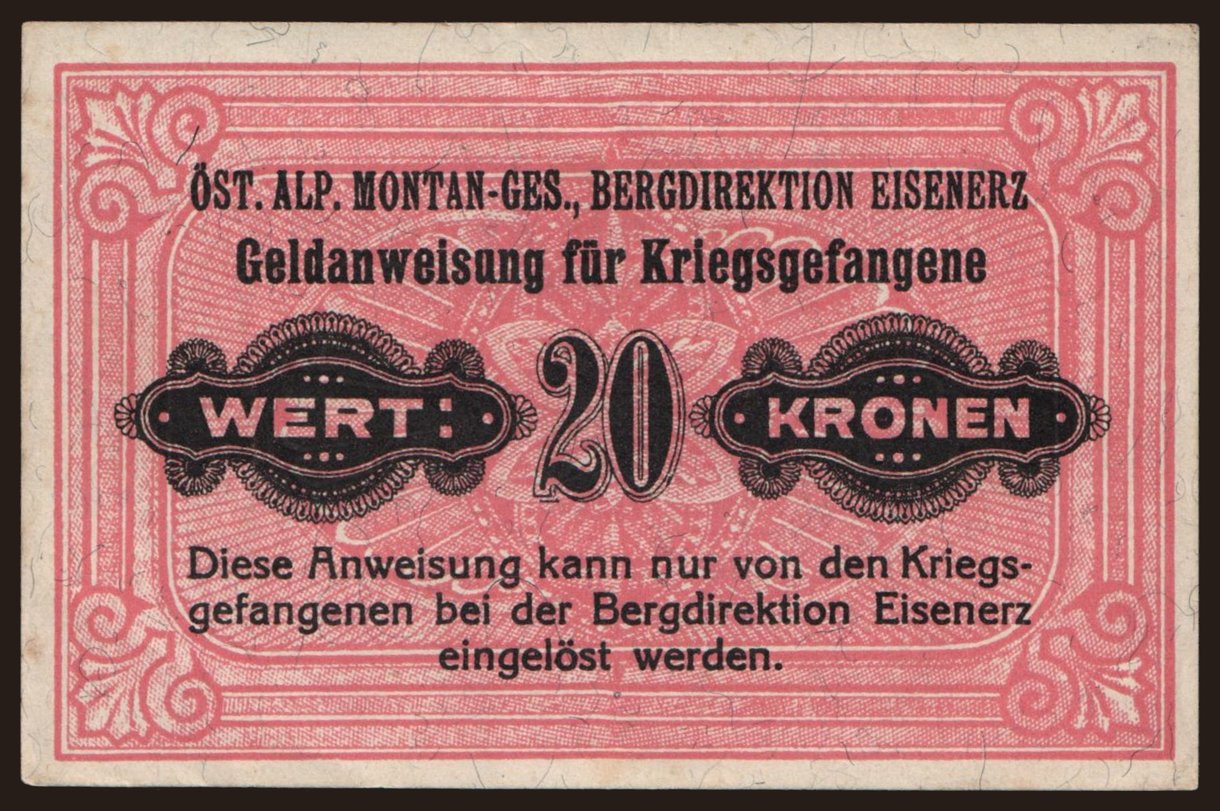 ÖST. ALP. MONTAN-GES., BERGDIREKTION EISENERZ
Geldanweisung für Kriegsgefangene
WERT: 20 KRONEN
Diese Anweisung kann nur von den Kriegs-
gefangenen bei der Bergdirektion Eisenerz
eingelöst werden.